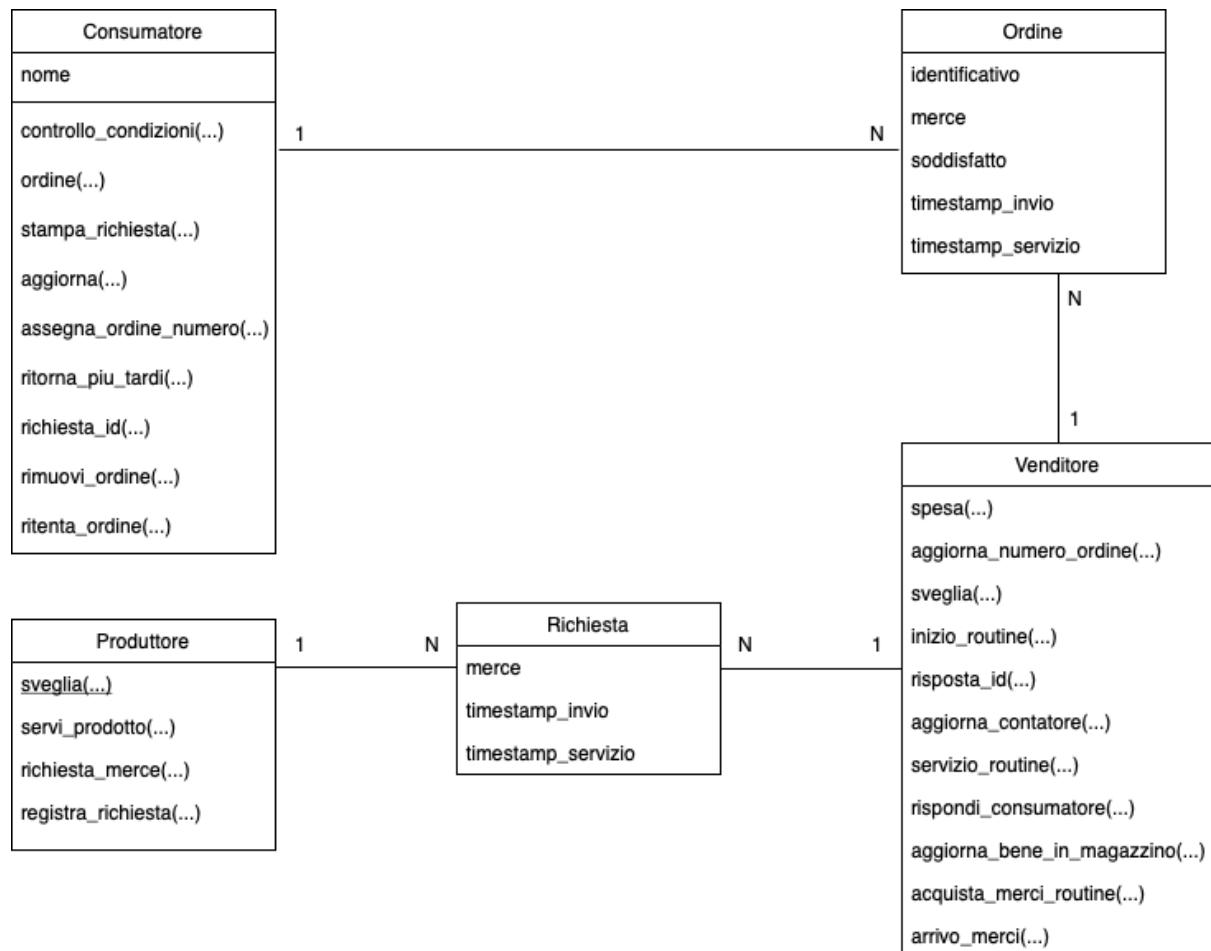 Consumatore
nome
controllo_condizioni(...)
ordine(...)
stampa_richiesta(...)
aggiorna(...)
assegna_ordine_numero(...)
ritorna_piu_tardi(...)
richiesta_id(...)
rimuovi_ordine(...)
ritenta_ordine(...)
1
N
Ordine
identificativo
merce
soddisfatto
timestamp_invio
timestamp_servizio
N
1
Produttore
sveglia(...)
servi_prodotto(...)
richiesta_merce(...)
registra_richiesta(...)
1
N
Richiesta
merce
timestamp_invio
timestamp_servizio
N
1
Venditore
spesa(...)
aggiorna_numero_ordine(...)
sveglia(...)
inizio_routine(...)
risposta_id(...)
aggiorna_contatore(...)
servizio_routine(...)
rispondi_consumatore(...)
aggiorna_bene_in_magazzino(...)
acquista_merci_routine(...)
arrivo_merci(...)